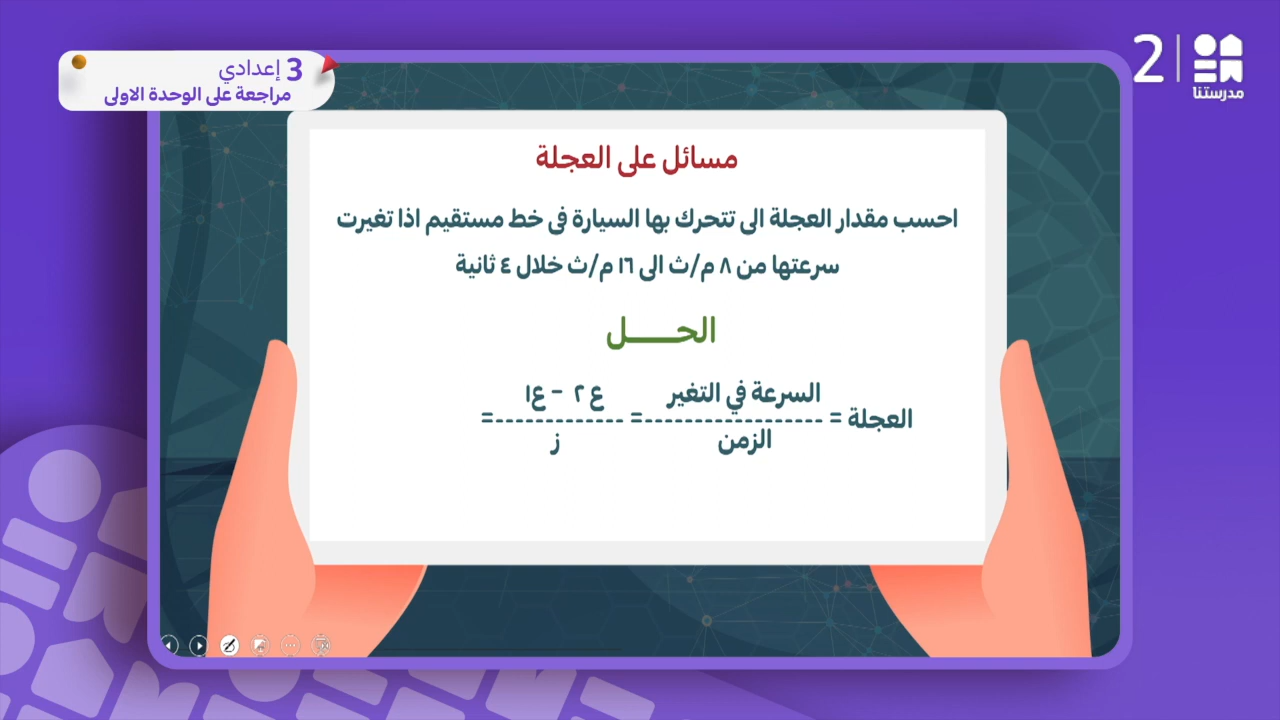 3 إعدادي
مراجعة على الوحدة الاولى
2
مدرستنا
مسائل على العجلة
احسب مقدار العجلة الى تتحرك بها السيارة فى خط مستقيم اذا تغيرت
سرعتها من ٨ م/ث الى ١٦ م/ث خلال ٤ ثانية
الحـــــل
السرعة في التغير ع ٢ - ع١
العجلة = ------------------ = ------------- =
الزمن ز